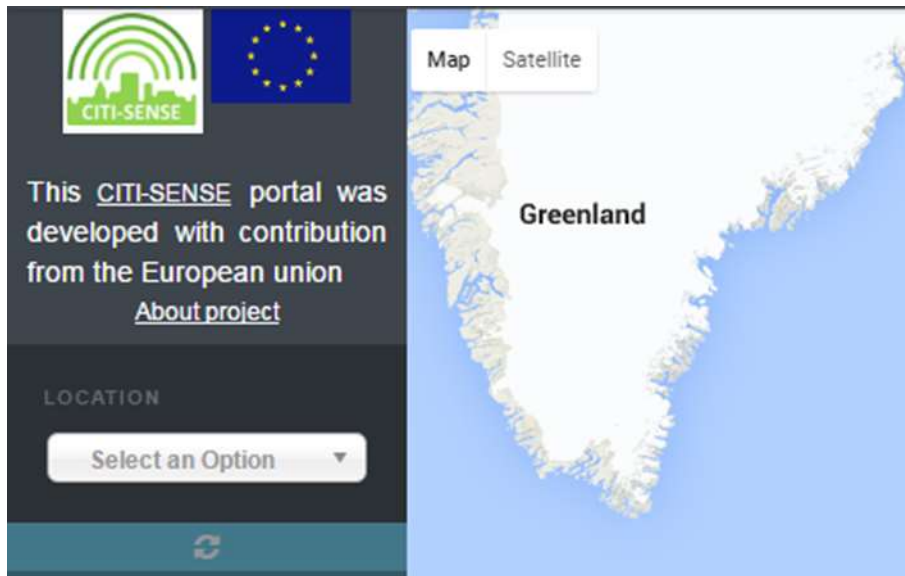 CITI-SENSE
This CITI-SENSE portal was
developed with contribution
from the European union
About project
LOCATION
Select an Option
Map Satellite
Greenland